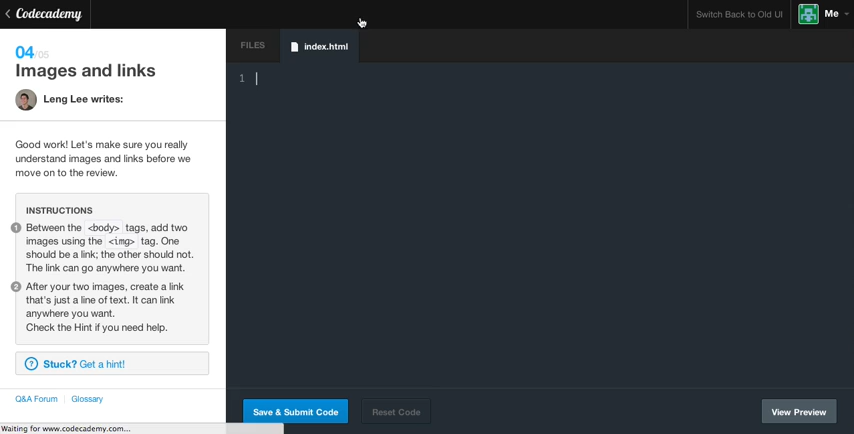 Codecademy
Switch Back to Old UI
Me
04/05
Images and links
Leng Lee writes:
Good work! Let's make sure you really
understand images and links before we
move on to the review.
INSTRUCTIONS
1 Between the <body> tags, add two
images using the <img> tag. One
should be a link; the other should not.
The link can go anywhere you want.
2 After your two images, create a link
that's just a line of text. It can link
anywhere you want.
Check the Hint if you need help.
? Stuck? Get a hint!
Q&A Forum
Glossary
Waiting for www.codecademy.com...
FILES
index.html
1
Save & Submit Code
Reset Code
View Preview